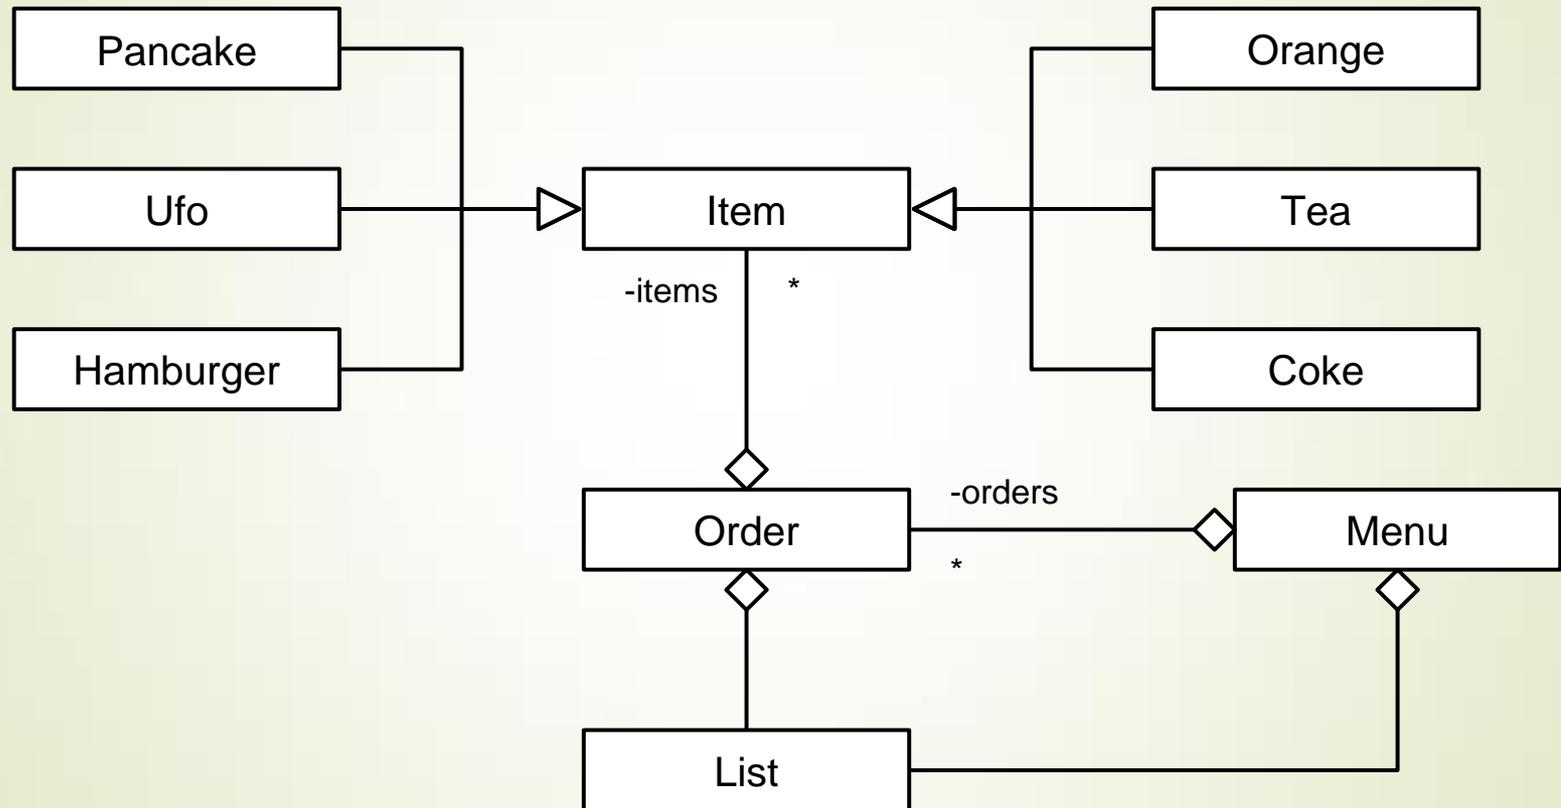 Pancake
Orange
Ufo
Item
Tea
-items
*
Hamburger
Coke
-orders
Order
Menu
*
List